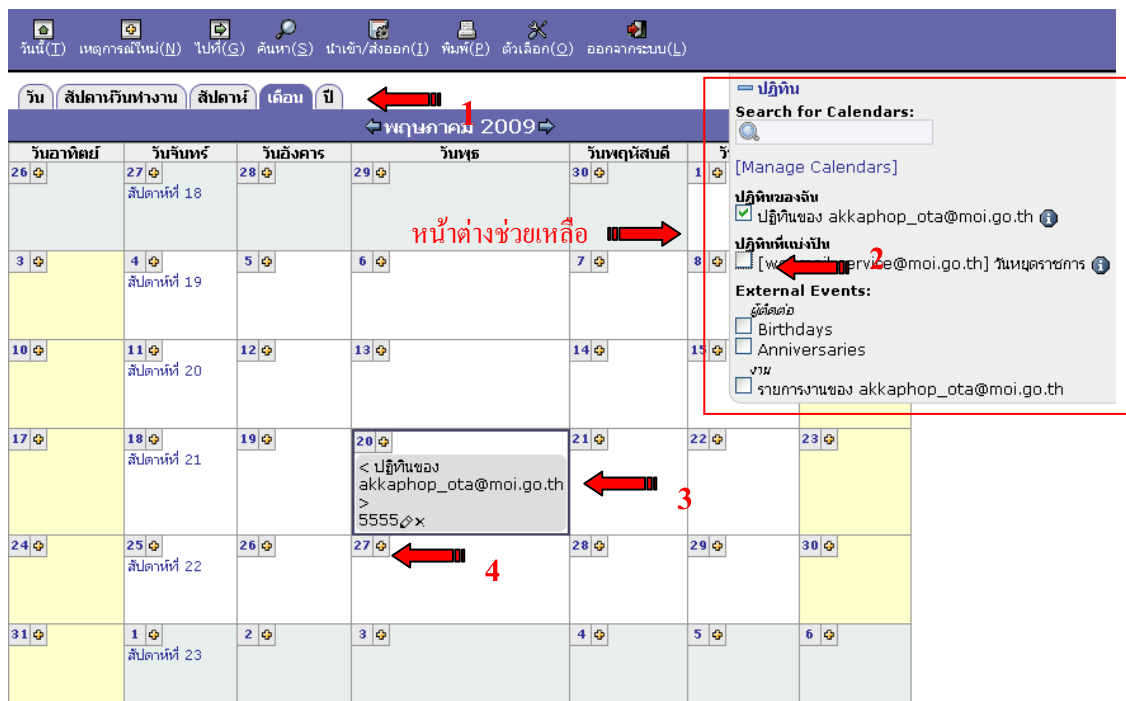 วันนี้(T) เหตุการณ์ใหม่(N) ไปที่(G) ค้นหา(S) นำเข้า/ส่งออก(I) พิมพ์(P) ตัวเลือก(O) ออกจากระบบ(L)
วัน สัปดาห์วันทำงาน สัปดาห์ เดือน ปี
1
พฤษภาคม 2009
วันอาทิตย์ วันจันทร์ วันอังคาร วันพุธ วันพฤหัสบดี
26 27 28 29 30 1
สัปดาห์ที่ 18
หน้าต่างช่วยเหลือ
3 4 5 6 7 8
สัปดาห์ที่ 19
10 11 12 13 14 15
สัปดาห์ที่ 20
17 18 19 20 21 22 23
สัปดาห์ที่ 21
< ปฏิทินของ
akkaphop_ota@moi.go.th
>
5555
3
24 25 26 27 28 29 30
สัปดาห์ที่ 22
4
31 1 2 3 4 5 6
สัปดาห์ที่ 23
ปฏิทิน
Search for Calendars:
[Manage Calendars]
ปฏิทินของฉัน
ปฏิทินของ akkaphop_ota@moi.go.th
ปฏิทินที่แบ่งปัน
2
@moi.go.th] วันหยุดราชการ
External Events:
ผู้ติดต่อ
Birthdays
Anniversaries
งาน
รายการงานของ akkaphop_ota@moi.go.th